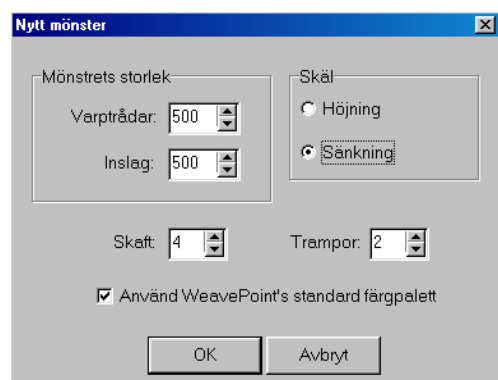 Nytt mönster
Mönstrets storlek
Varptrådar: 500
Inslag: 500
Skäl
Höjning
Sänkning
Skaft: 4
Trampor: 2
Använd WeavePoint's standard färgpalett
OK
Avbryt